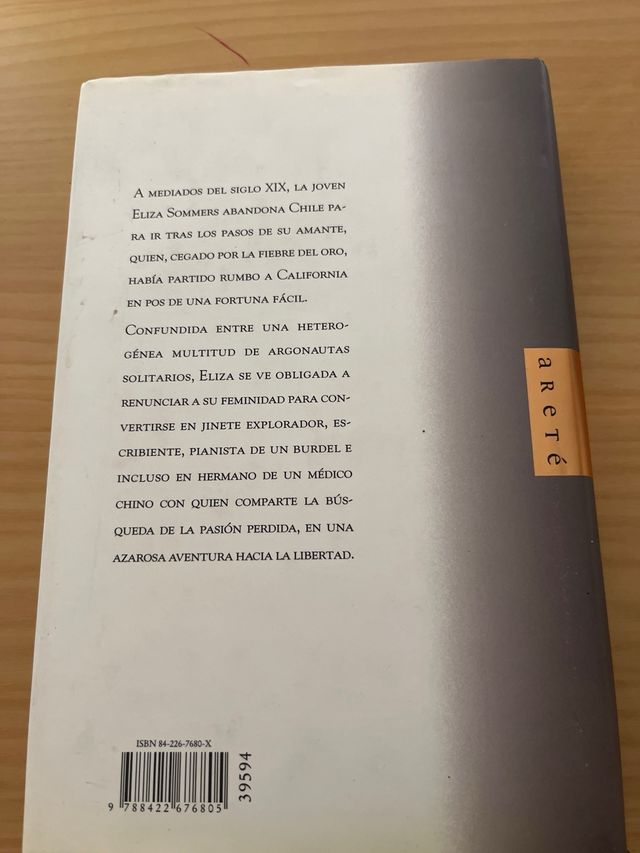 A MEDIADOS DEL SIGLO XIX, LA JOVEN
ELIZA SOMMERS ABANDONA CHILE PA-
RA IR TRAS LOS PASOS DE SU AMANTE,
QUIEN, CEGADO POR LA FIEBRE DEL ORO,
HABÍA PARTIDO RUMBO A CALIFORNIA
EN POS DE UNA FORTUNA FÁCIL.
CONFUNDIDA ENTRE UNA HETERO-
GÉNEA MULTITUD DE ARGONAUTAS
SOLITARIOS, ELIZA SE VE OBLIGADA A
RENUNCIAR A SU FEMINIDAD PARA CON-
VERTIRSE EN JINETE EXPLORADOR, ES-
CRIBIENTE, PIANISTA DE UN BURDEL E
INCLUSO EN HERMANO DE UN MÉDICO
CHINO CON QUIEN COMPARTE LA BÚS-
QUEDA DE LA PASIÓN PERDIDA, EN UNA
AZAROSA AVENTURA HACIA LA LIBERTAD.
aReTé
ISBN 84-226-7680-X
9 788422 676805
39594